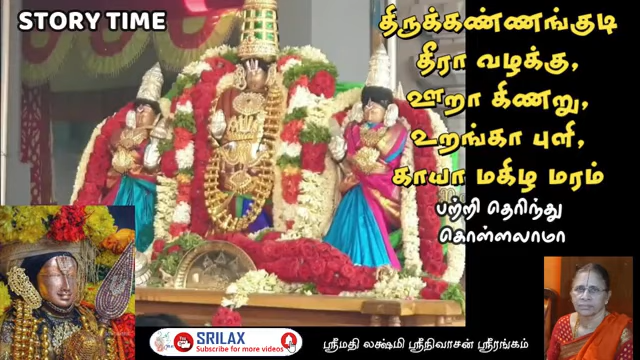 STORY TIME
திருக்கண்ணங்குடி
தீரா வழக்கு,
ஊறா கிணறு,
உறங்கா புளி,
காயா மகிழ மரம்
பற்றி தெரிந்து
கொள்ளலாமா
SRILAX
Subscribe for more videos
ஸ்ரீமதி லக்ஷ்மி ஸ்ரீநிவாசன் ஸ்ரீரங்கம்